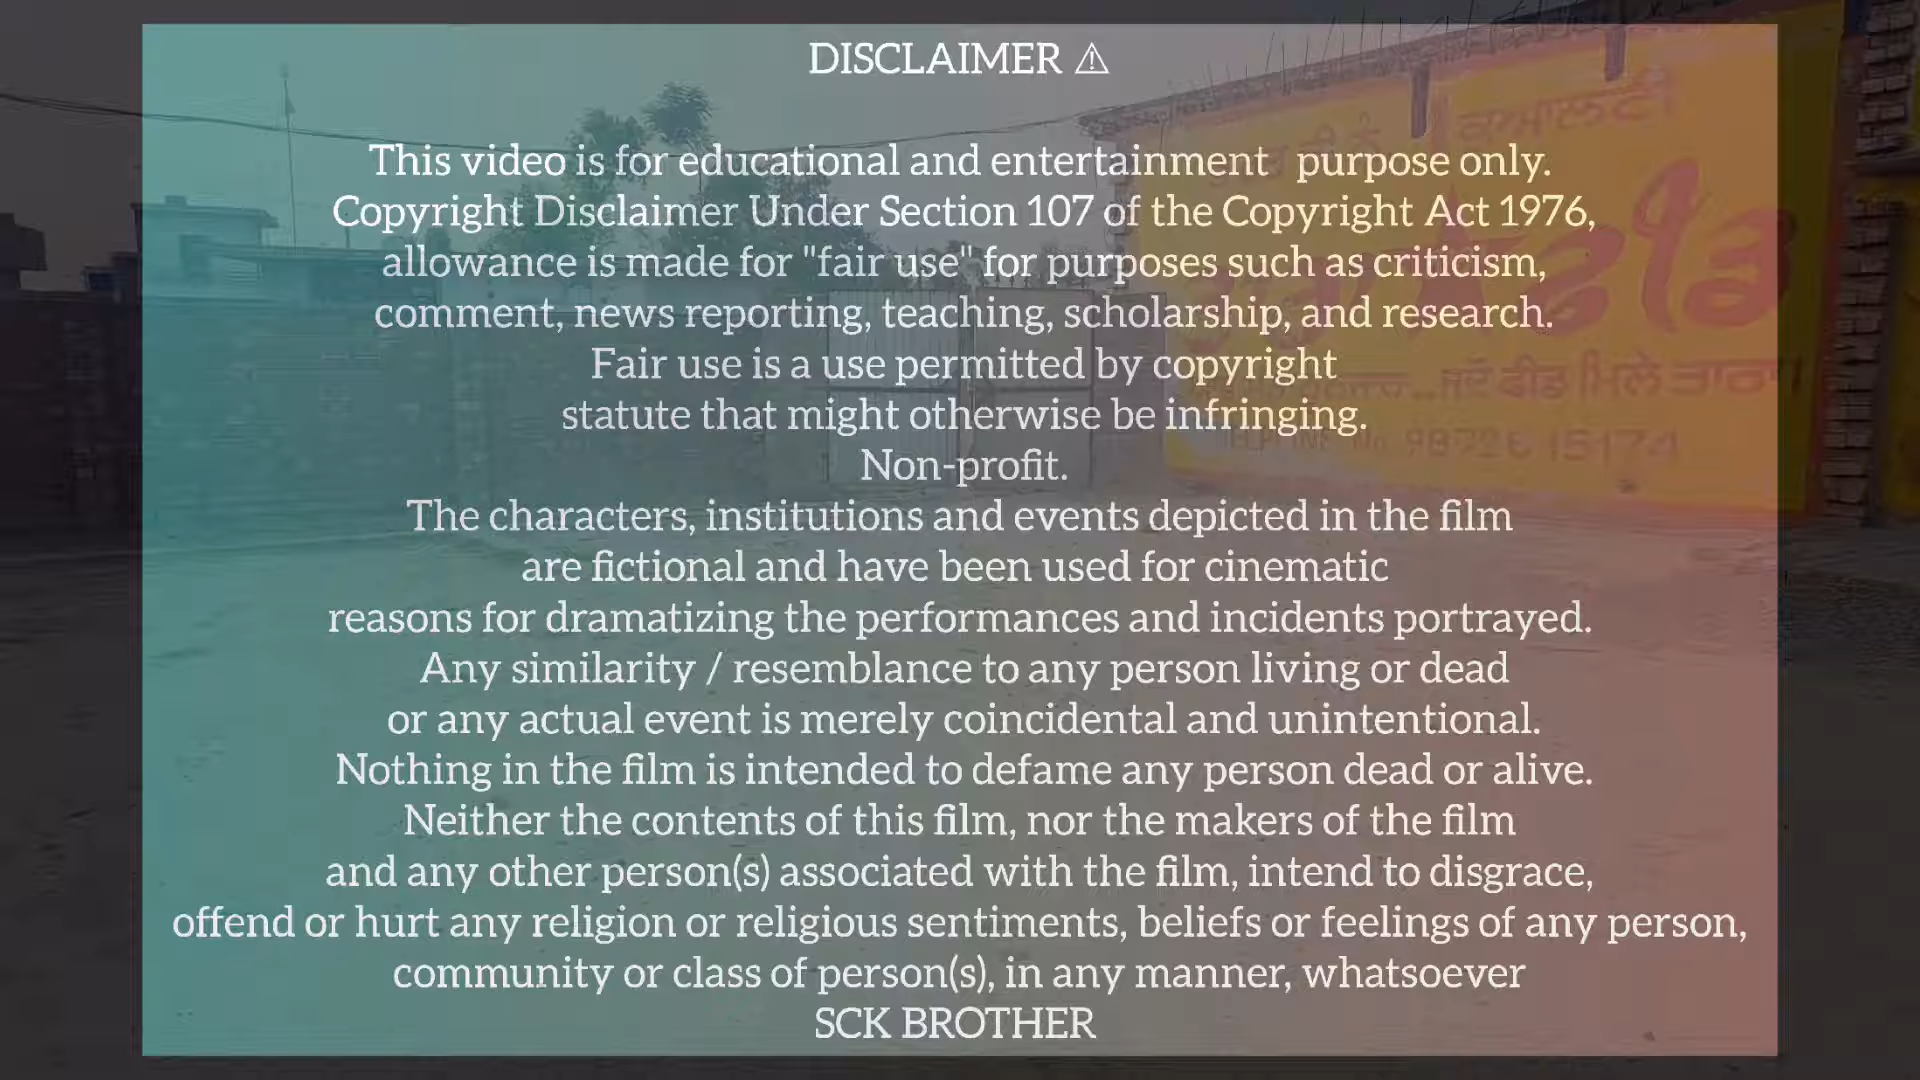 DISCLAIMER ⚠
This video is for educational and entertainment purpose only.
Copyright Disclaimer Under Section 107 of the Copyright Act 1976,
allowance is made for "fair use" for purposes such as criticism,
comment, news reporting, teaching, scholarship, and research.
Fair use is a use permitted by copyright
statute that might otherwise be infringing.
Non-profit.
The characters, institutions and events depicted in the film
are fictional and have been used for cinematic
reasons for dramatizing the performances and incidents portrayed.
Any similarity / resemblance to any person living or dead
or any actual event is merely coincidental and unintentional.
Nothing in the film is intended to defame any person dead or alive.
Neither the contents of this film, nor the makers of the film
and any other person(s) associated with the film, intend to disgrace,
offend or hurt any religion or religious sentiments, beliefs or feelings of any person,
community or class of person(s), in any manner, whatsoever
SCK BROTHER
ਕੁਆਲਟੀ
ਫੀਡ ਮਿਲੇ